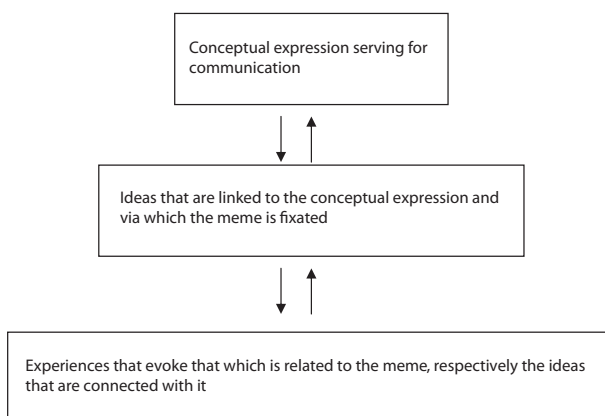 Conceptual expression serving for
communication
Ideas that are linked to the conceptual expression and
via which the meme is fixated
Experiences that evoke that which is related to the meme, respectively the ideas
that are connected with it